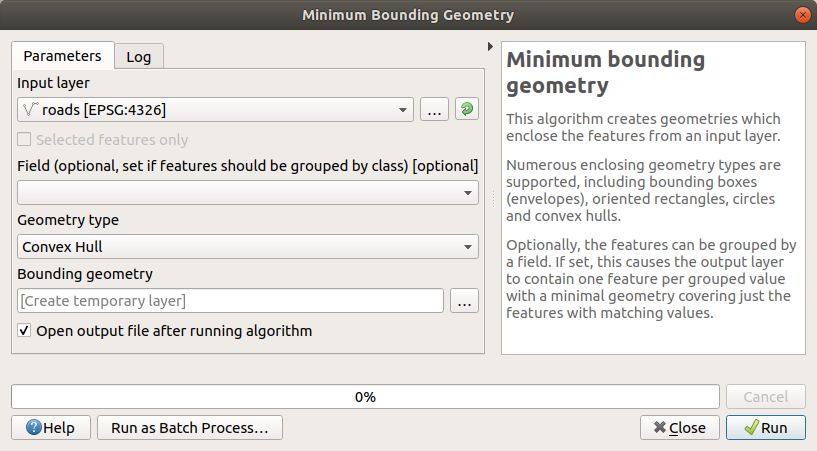 Minimum Bounding Geometry
Parameters
Log
Input layer
roads [EPSG:4326]
...
Selected features only
Field (optional, set if features should be grouped by class) [optional]
Geometry type
Convex Hull
Bounding geometry
[Create temporary layer]
...
Open output file after running algorithm
Minimum bounding
geometry
This algorithm creates geometries which
enclose the features from an input layer.
Numerous enclosing geometry types are
supported, including bounding boxes
(envelopes), oriented rectangles, circles
and convex hulls.
Optionally, the features can be grouped by
a field. If set, this causes the output layer
to contain one feature per grouped value
with a minimal geometry covering just the
features with matching values.
0%
Cancel
Help
Run as Batch Process...
Close
Run